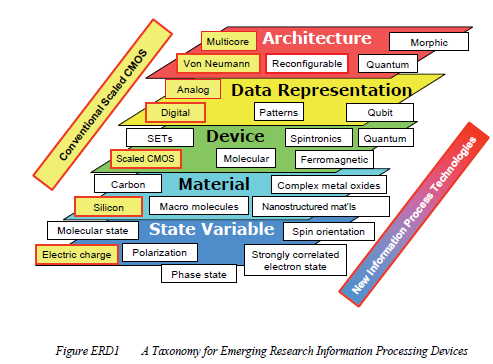 Architecture
Multicore
Morphic
Von Neumann
Reconfigurable
Quantum
Analog
Data Representation
Digital
Patterns
Qubit
SETs
Device
Spintronics
Quantum
Scaled CMOS
Molecular
Ferromagnetic
Carbon
Material
Complex metal oxides
Silicon
Macro molecules
Nanostructured mat'ls
Molecular state
State Variable
Spin orientation
Electric charge
Polarization
Strongly correlated
electron state
Phase state
Conventional Scaled CMOS
New Information Process Technologies
Figure ERD1 A Taxonomy for Emerging Research Information Processing Devices